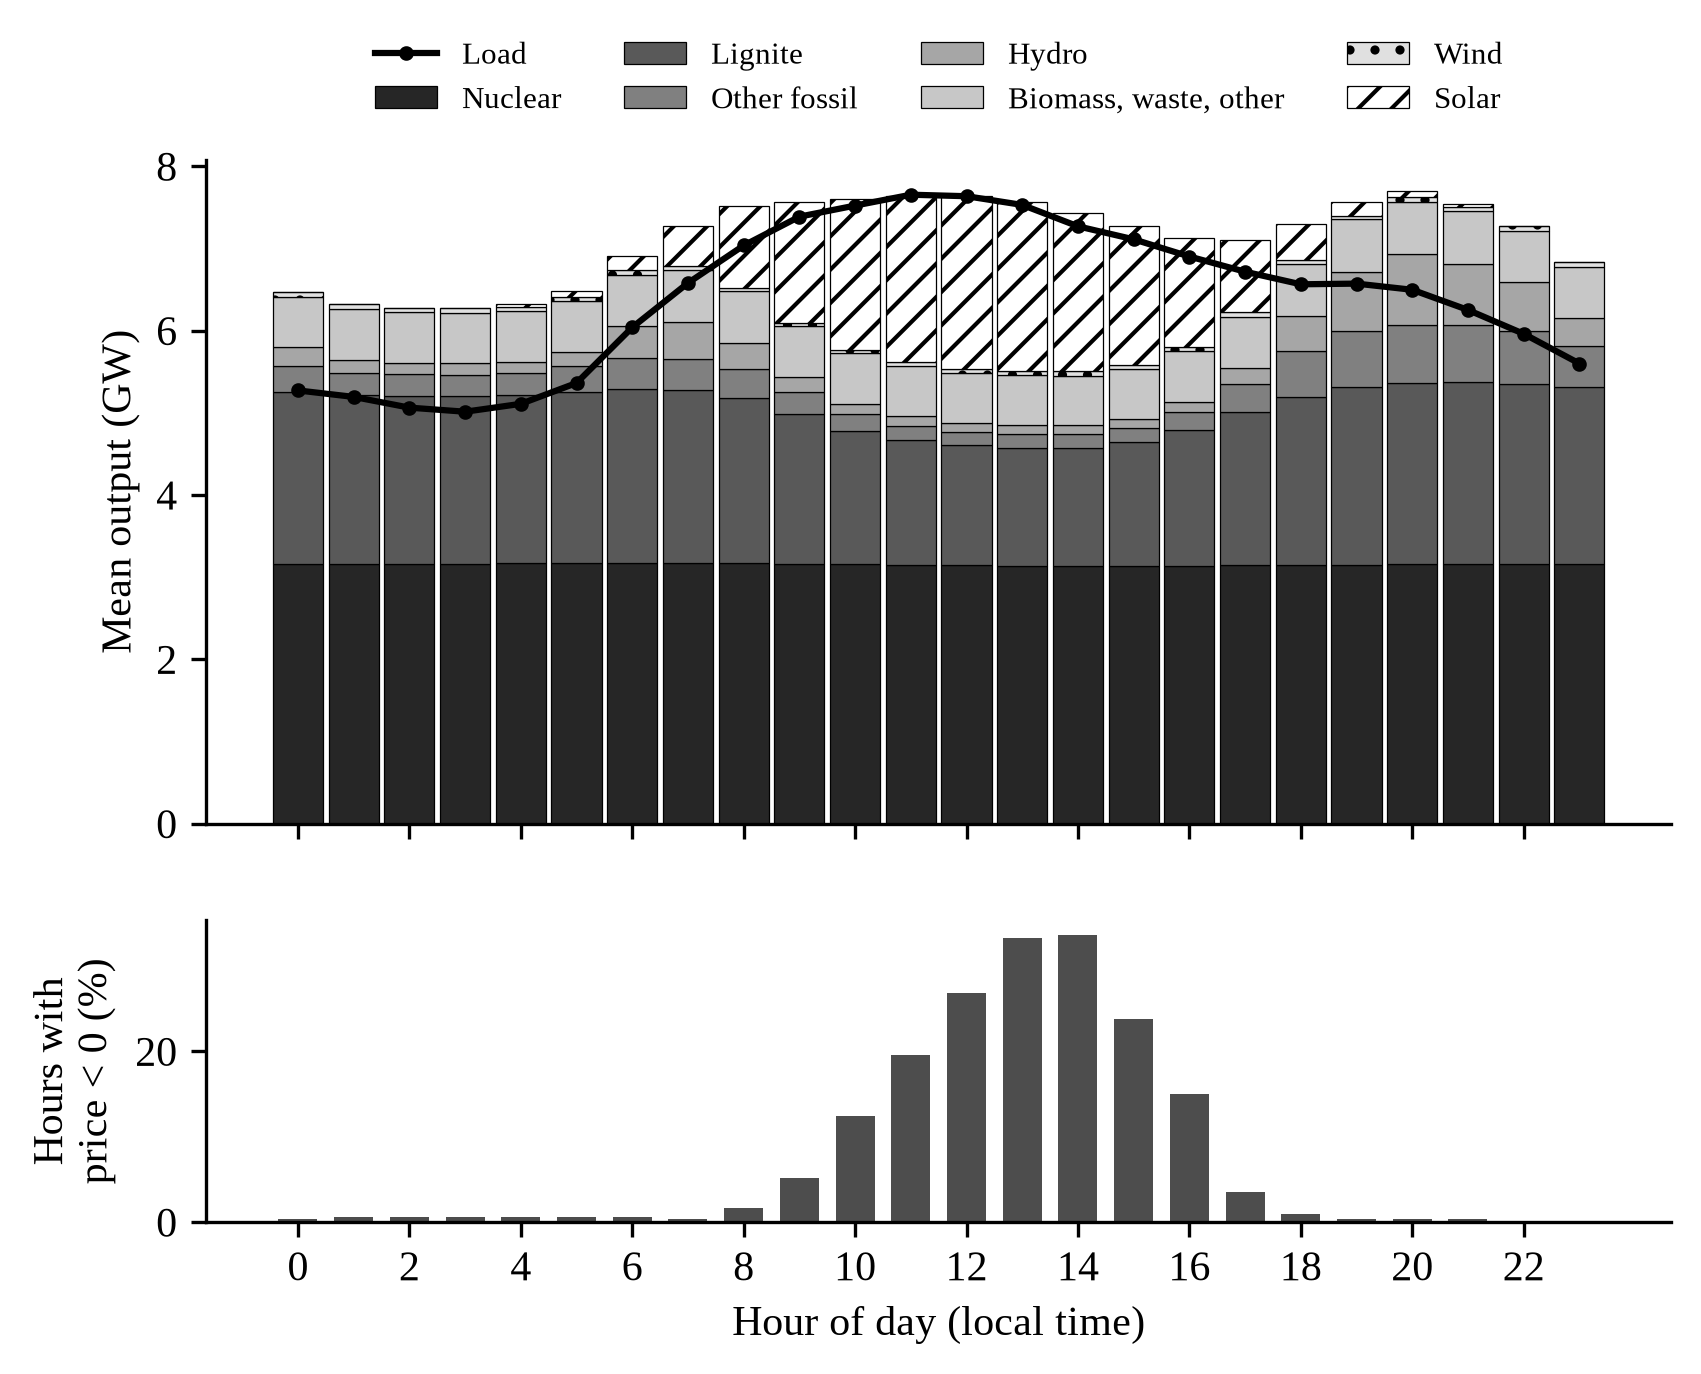 Load Lignite Hydro Wind
Nuclear Other fossil Biomass, waste, other Solar
8
6
4
2
0
Mean output (GW)
20
0
Hours with
price < 0 (%)
0 2 4 6 8 10 12 14 16 18 20 22
Hour of day (local time)